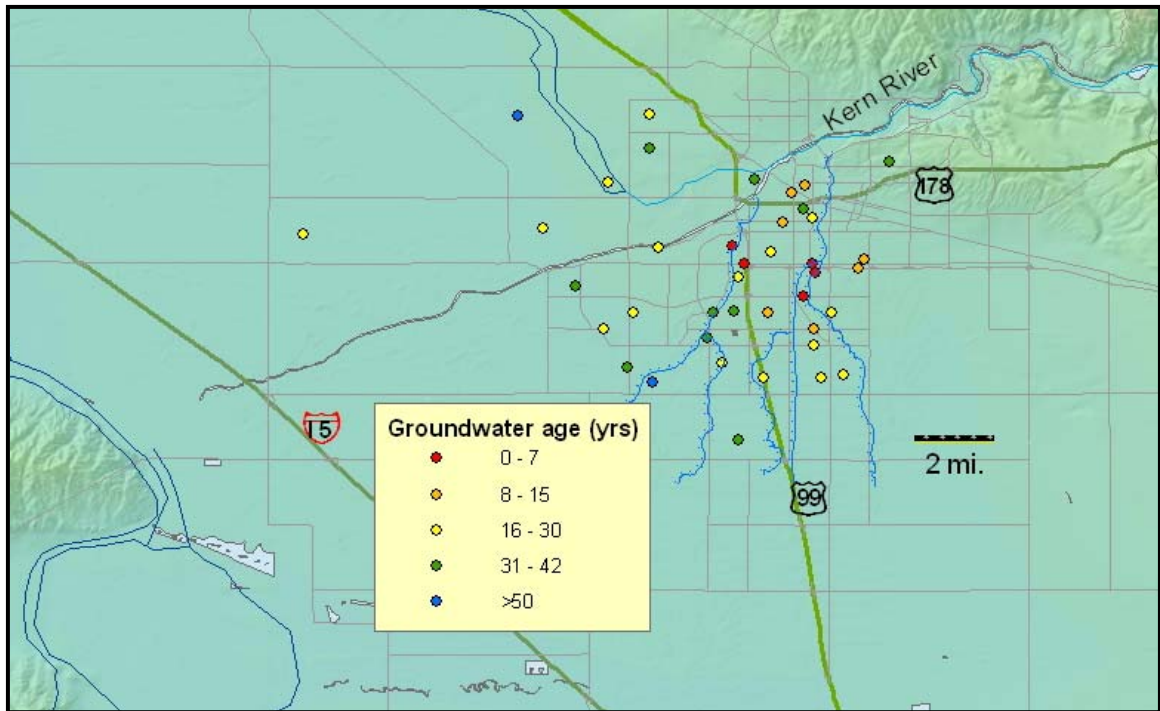 Kern River
178
15
Groundwater age (yrs)
0 - 7
8 - 15
16 - 30
31 - 42
>50
2 mi.
99